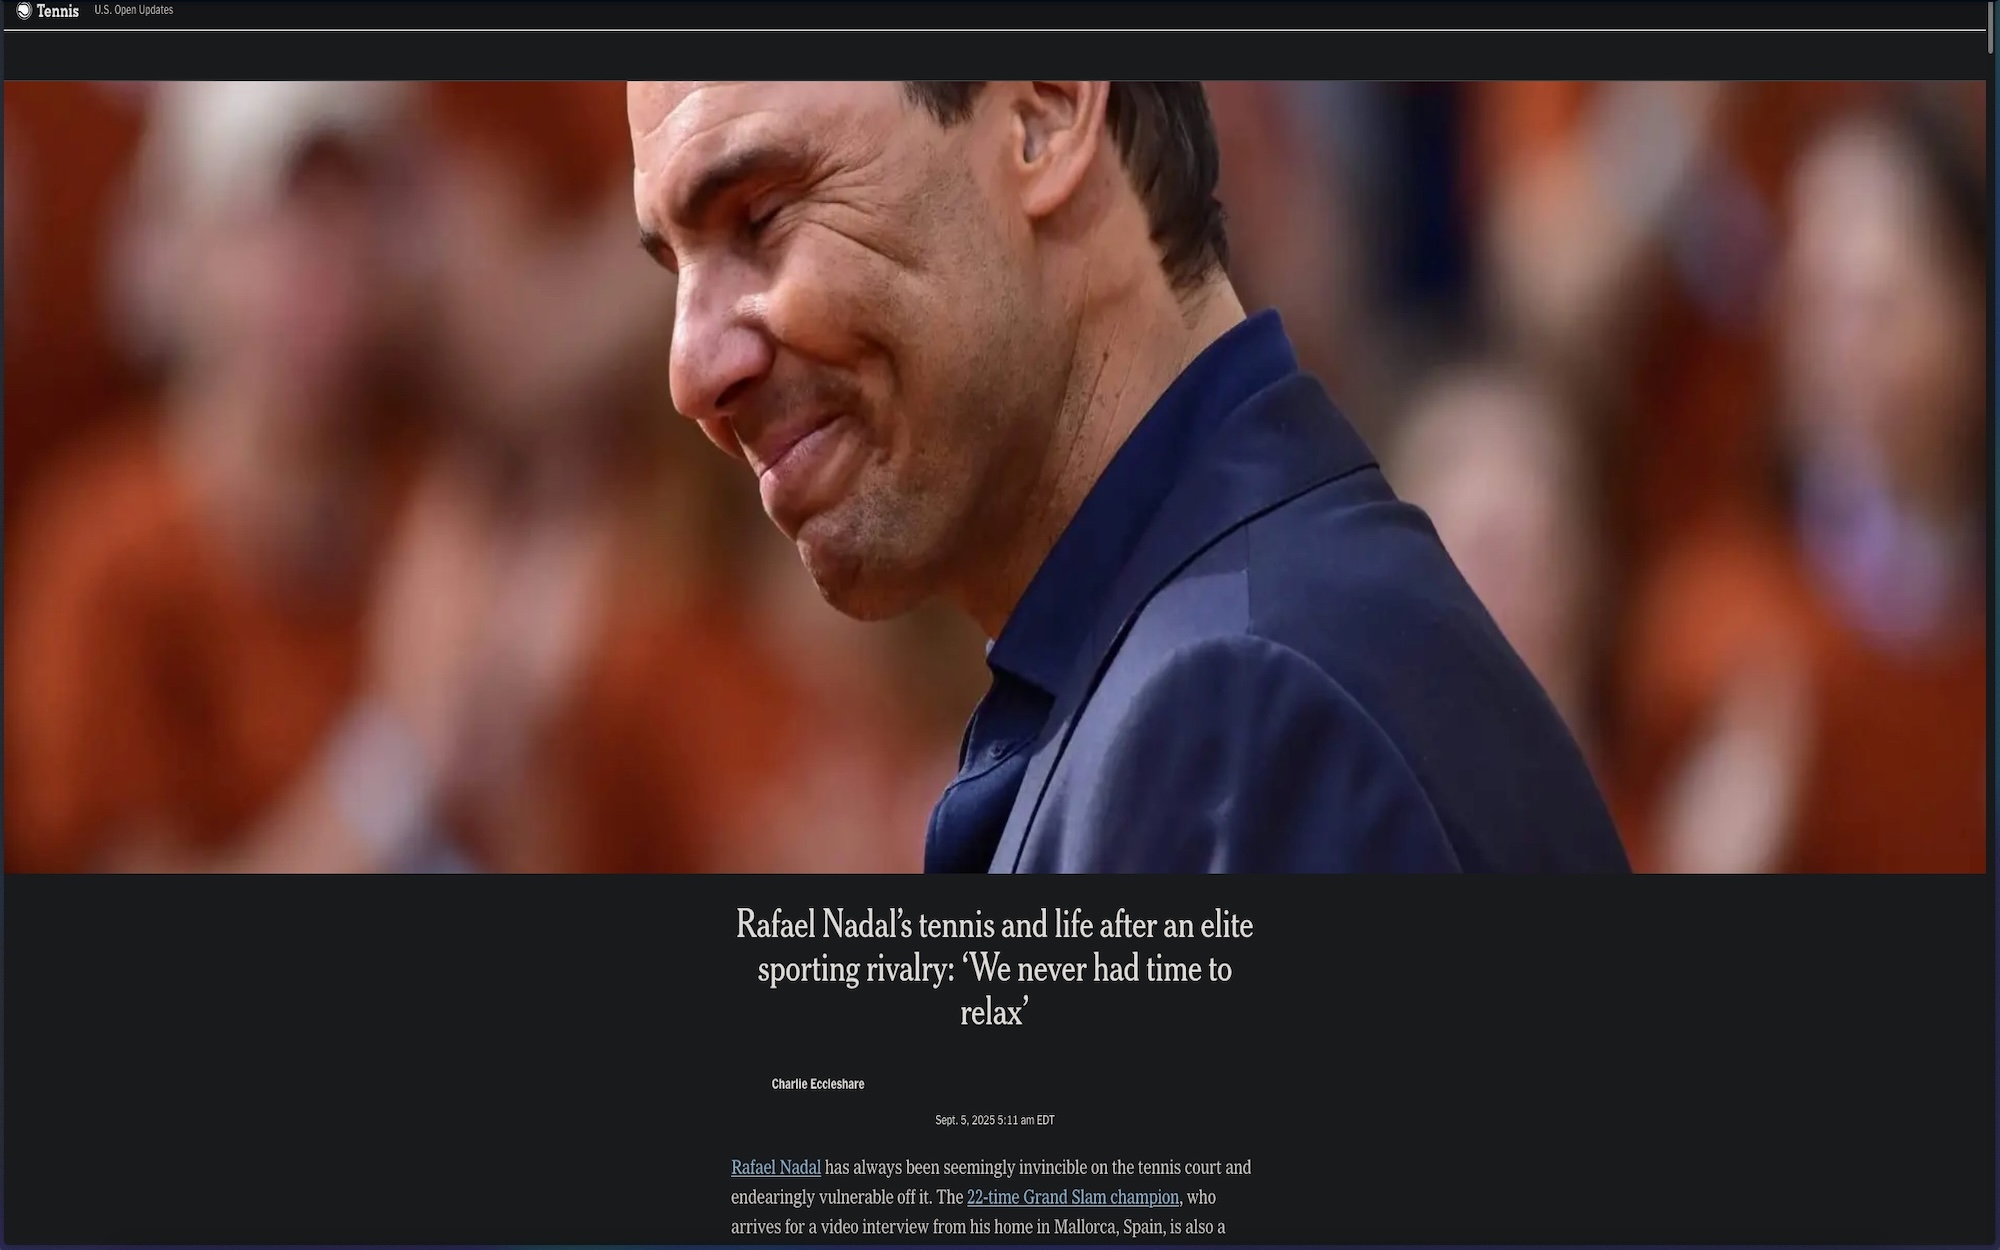 Tennis U.S. Open Updates
Rafael Nadal’s tennis and life after an elite
sporting rivalry: ‘We never had time to
relax’
Charlie Eccleshare
Sept. 5, 2025 5:11 am EDT
Rafael Nadal has always been seemingly invincible on the tennis court and
endearingly vulnerable off it. The 22-time Grand Slam champion, who
arrives for a video interview from his home in Mallorca, Spain, is also a